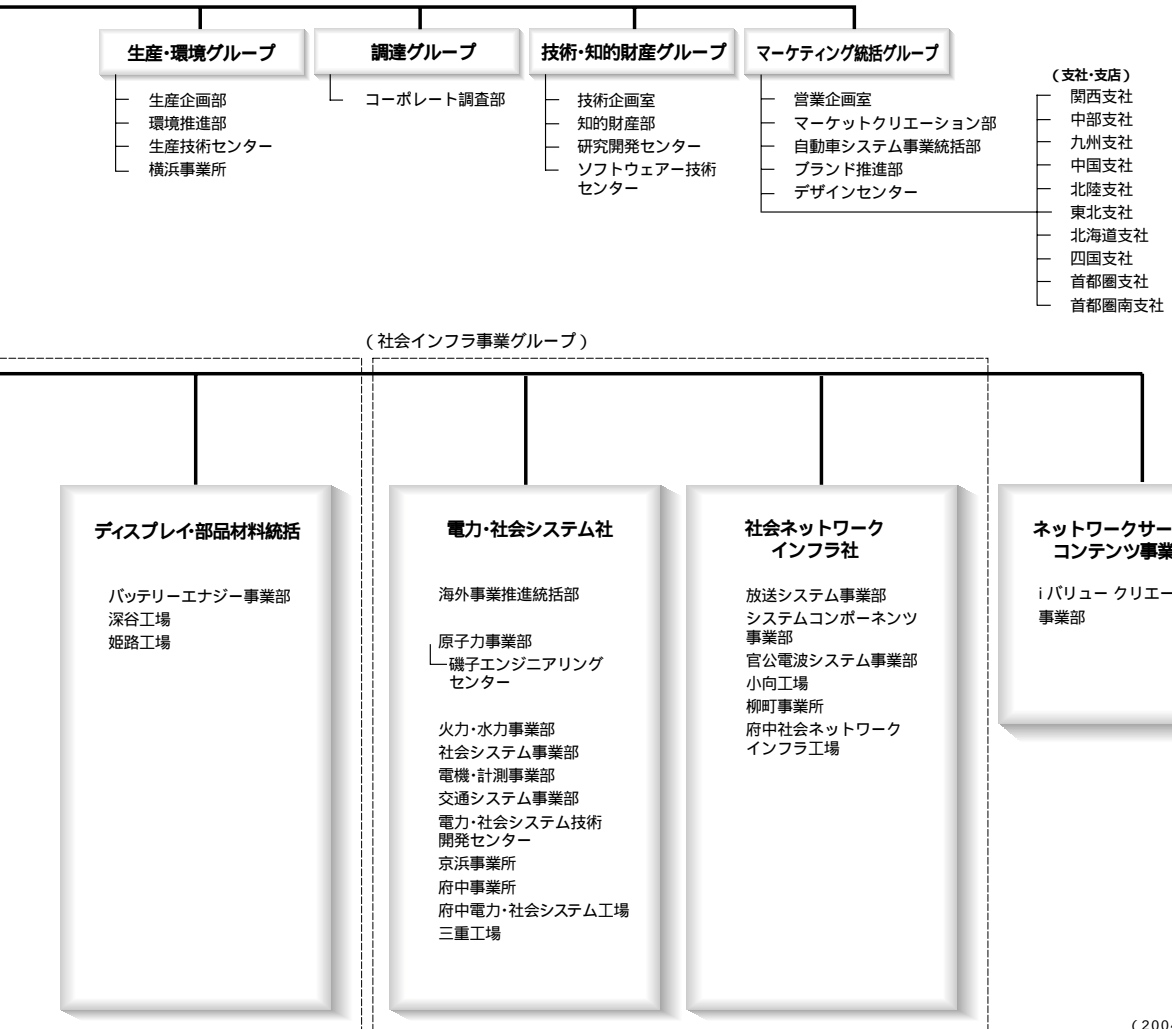 生産・環境グループ
生産企画部
環境推進部
生産技術センター
横浜事業所
調達グループ
コーポレート調査部
技術・知的財産グループ
技術企画室
知的財産部
研究開発センター
ソフトウェアー技術
センター
マーケティング統括グループ
営業企画室
マーケットクリエーション部
自動車システム事業統括部
ブランド推進部
デザインセンター
(支社・支店)
関西支社
中部支社
九州支社
中国支社
北陸支社
東北支社
北海道支社
四国支社
首都圏支社
首都圏南支社
(社会インフラ事業グループ)
ディスプレイ・部品材料統括
バッテリーエナジー事業部
深谷工場
姫路工場
電力・社会システム社
海外事業推進統括部
原子力事業部
磯子エンジニアリング
センター
火力・水力事業部
社会システム事業部
電機・計測事業部
交通システム事業部
電力・社会システム技術
開発センター
京浜事業所
府中事業所
府中電力・社会システム工場
三重工場
社会ネットワーク
インフラ社
放送システム事業部
システムコンポーネンツ
事業部
官公電波システム事業部
小向工場
柳町事業所
府中社会ネットワーク
インフラ工場
ネットワークサー
コンテンツ事業
iバリュー クリエー
事業部
(200